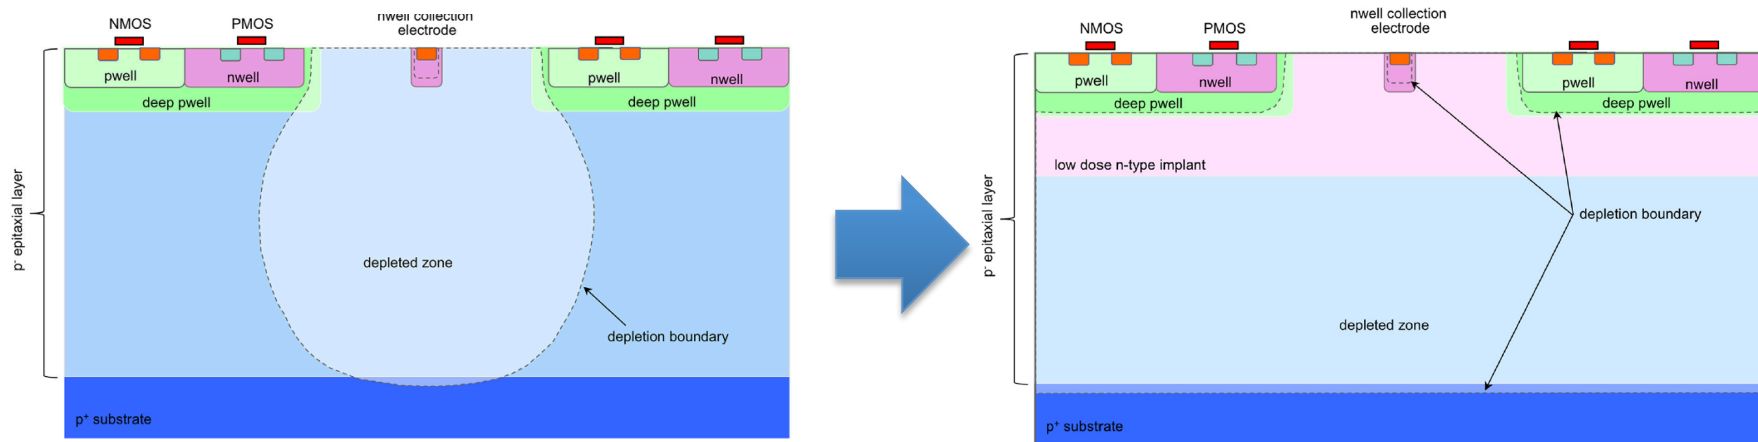 NMOS
PMOS
nwell collection
electrode
pwell
nwell
pwell
nwell
deep pwell
deep pwell
p- epitaxial layer
depleted zone
depletion boundary
p+ substrate
nwell collection
electrode
NMOS
PMOS
pwell
nwell
pwell
nwell
deep pwell
deep pwell
low dose n-type implant
p- epitaxial layer
depletion boundary
depleted zone
p+ substrate